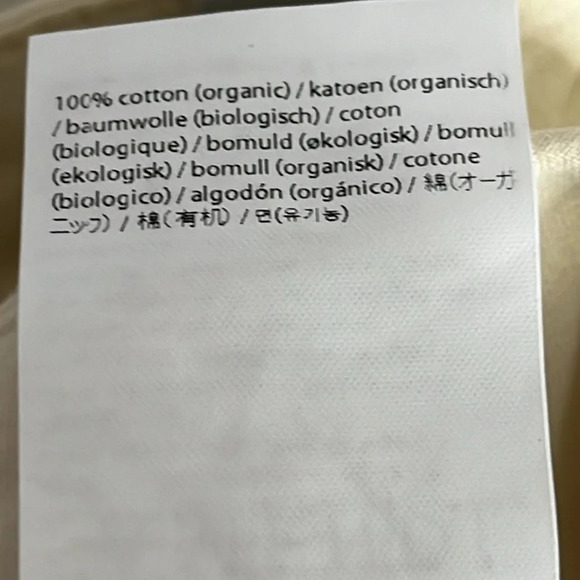 100% cotton (organic) / katoen (organisch)
/ baumwolle (biologisch) / coton
(biologique) / bomuld (økologisk) / bomull
(ekologisk) / bomull (organisk) / cotone
(biologico) / algodón (orgánico) / 綿(オーガ
ニック) / 棉(有机) / 면(유기농)